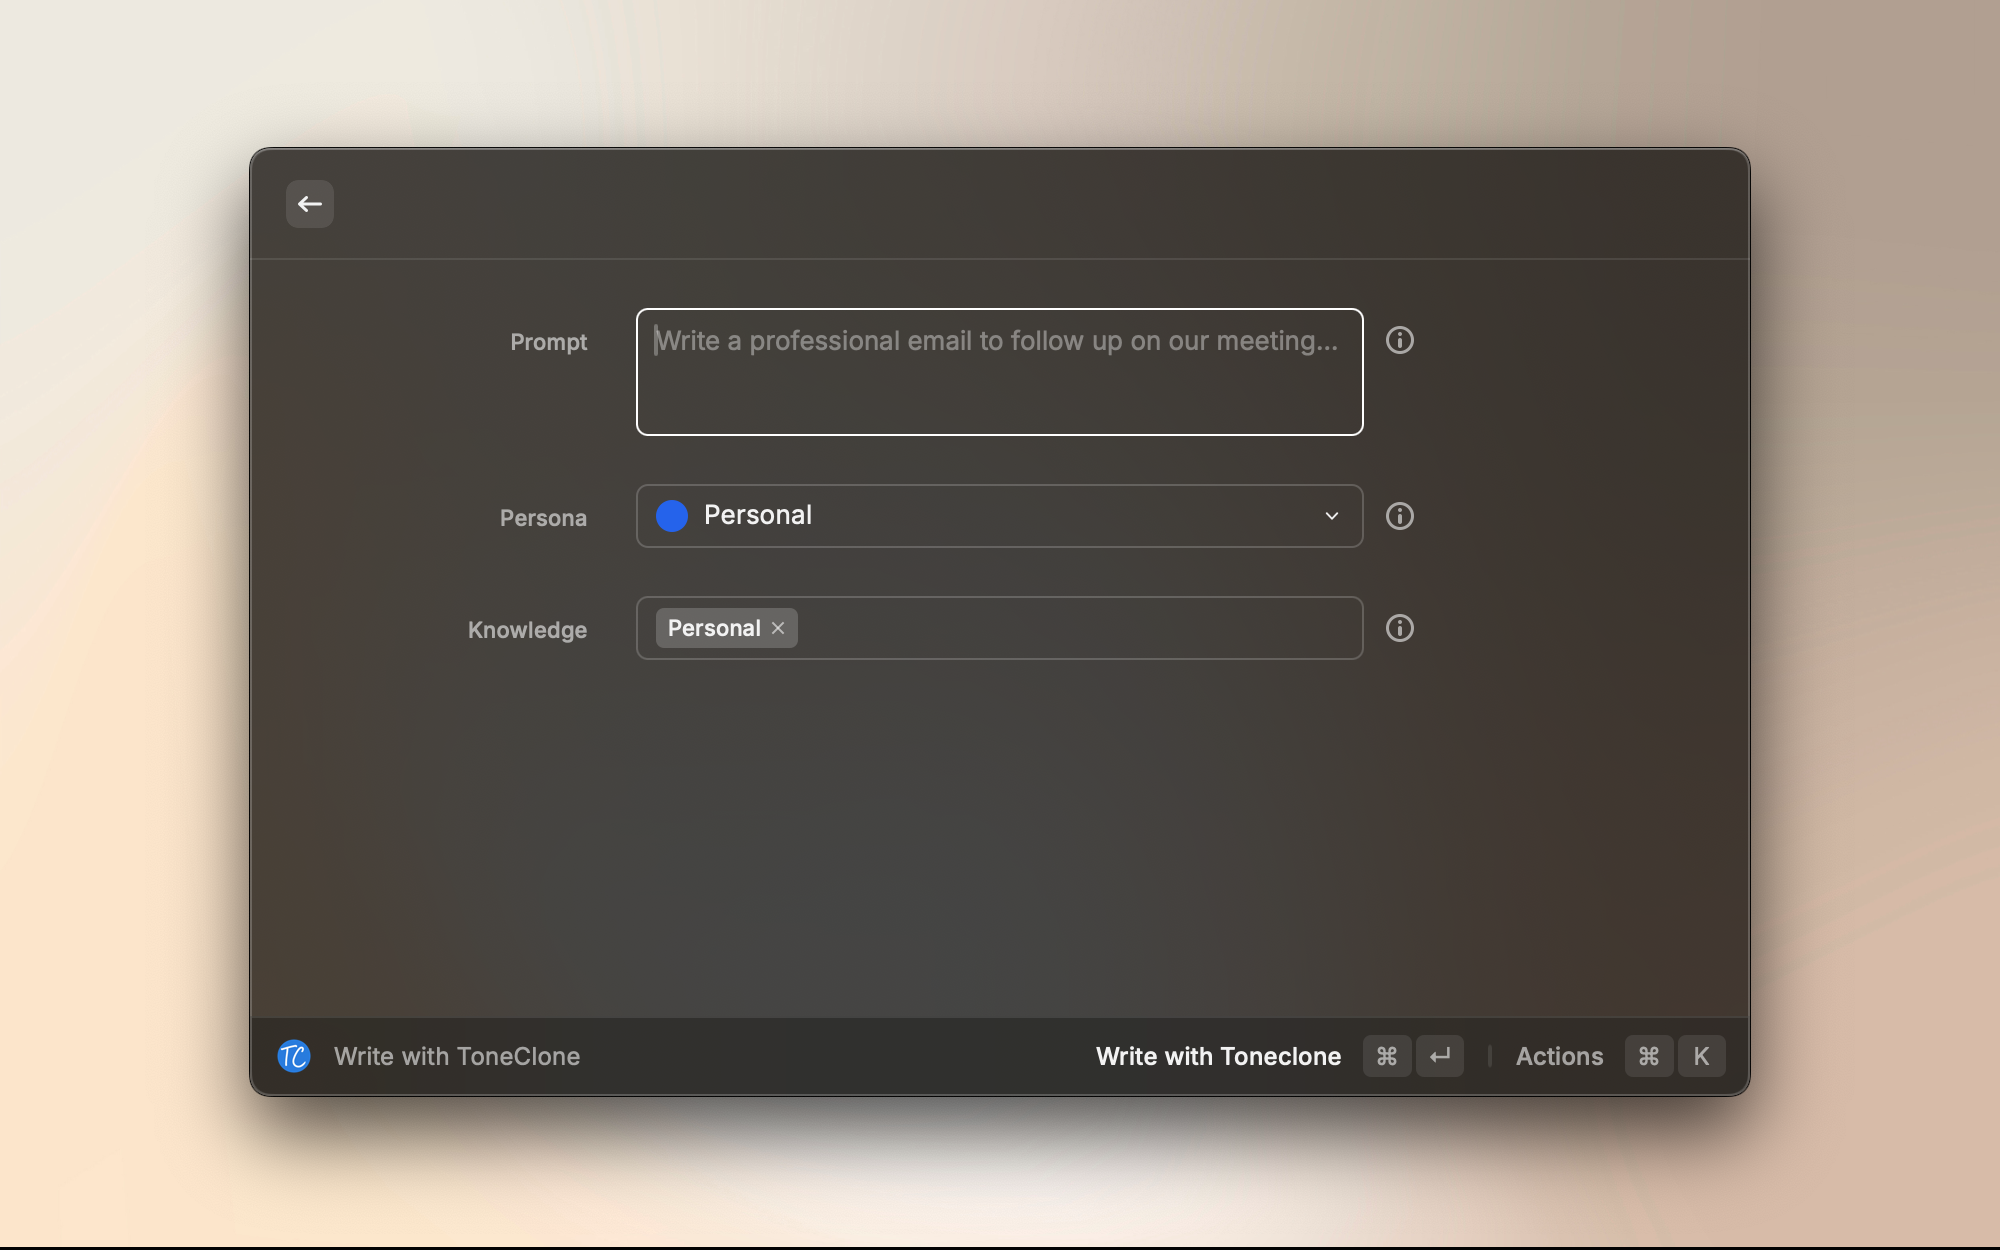 Prompt
Write a professional email to follow up on our meeting...
Persona
Personal
Knowledge
Personal
TC Write with ToneClone
Write with Toneclone ⌘ ↵ Actions ⌘ K